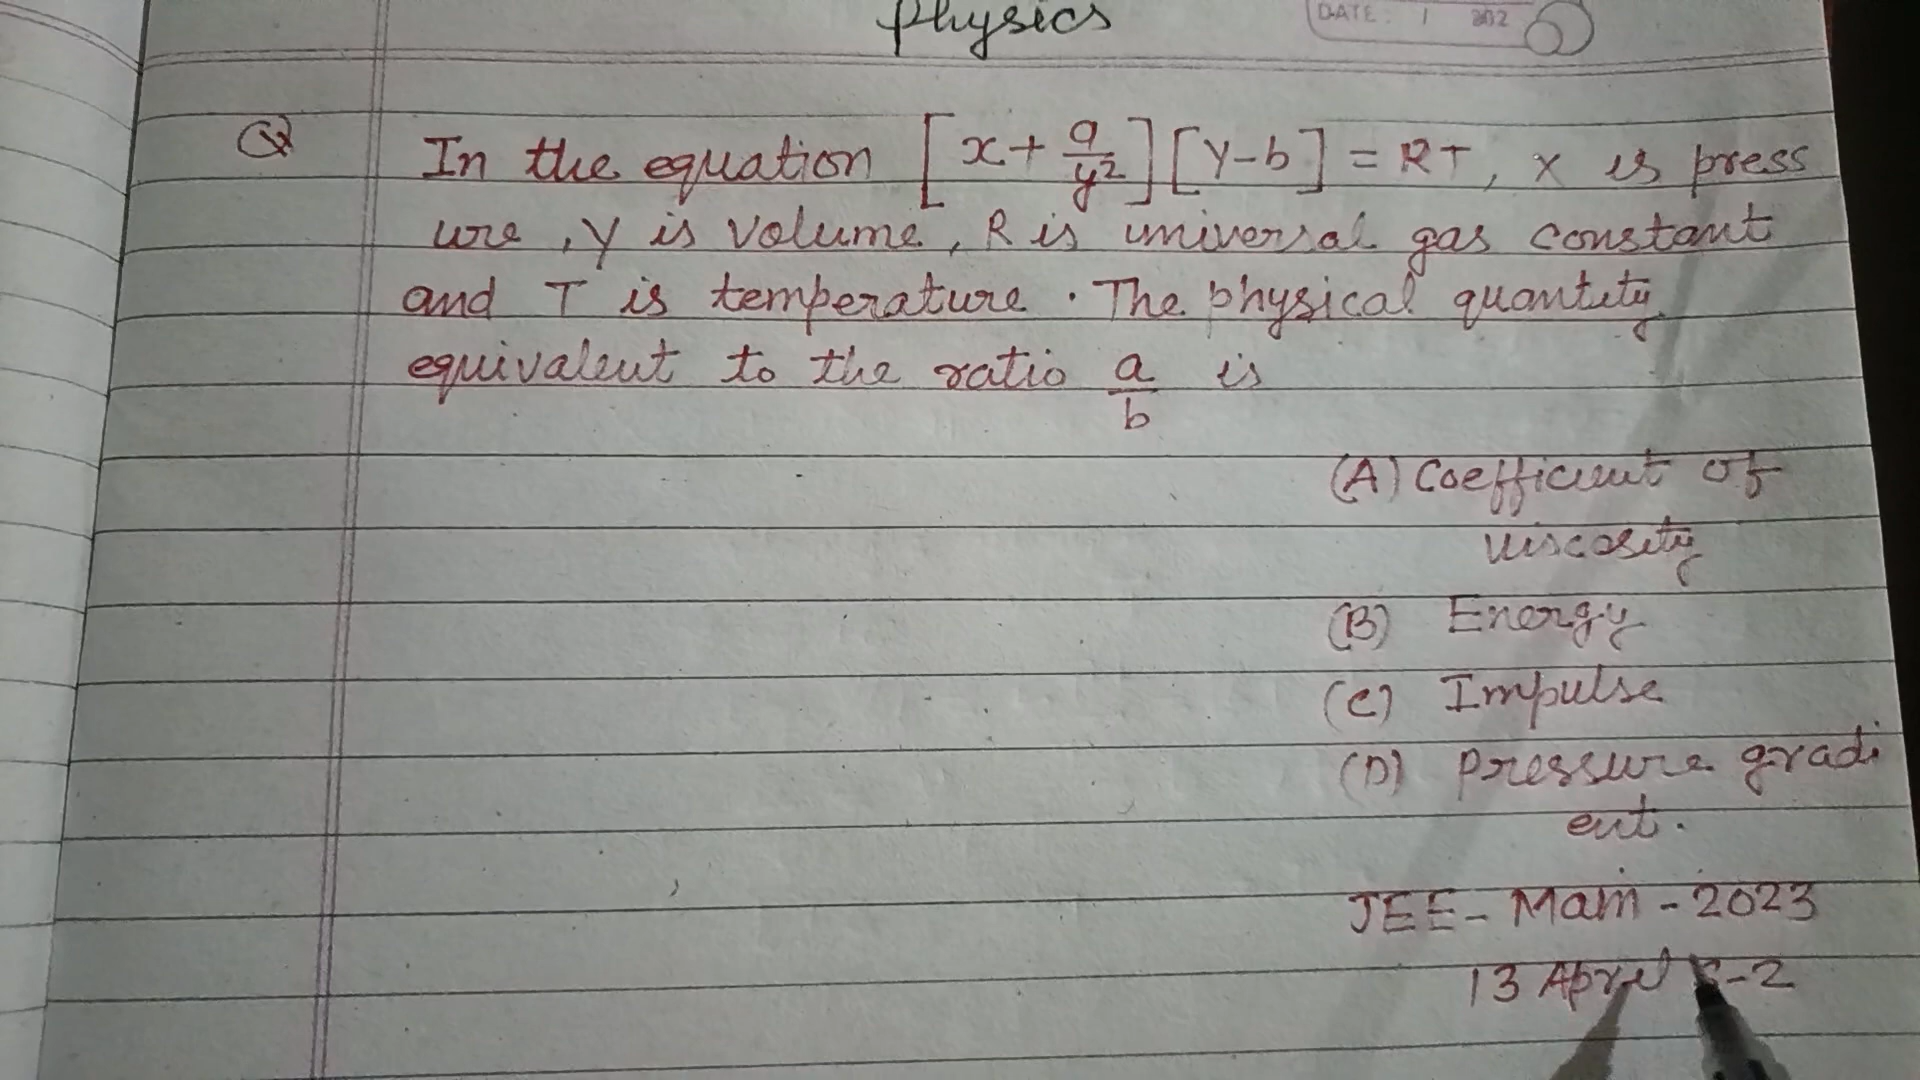 Physics
DATE: / 202
Q In the equation [x + a/y²] [Y-b] = RT, x is press
ure, Y is volume, R is universal gas constant
and T is temperature. The physical quantity
equivalent to the ratio a/b is
(A) Coefficient of
viscosity
(B) Energy
(C) Impulse
(D) Pressure gradi
ent.
JEE-Main-2023
13 April S-2